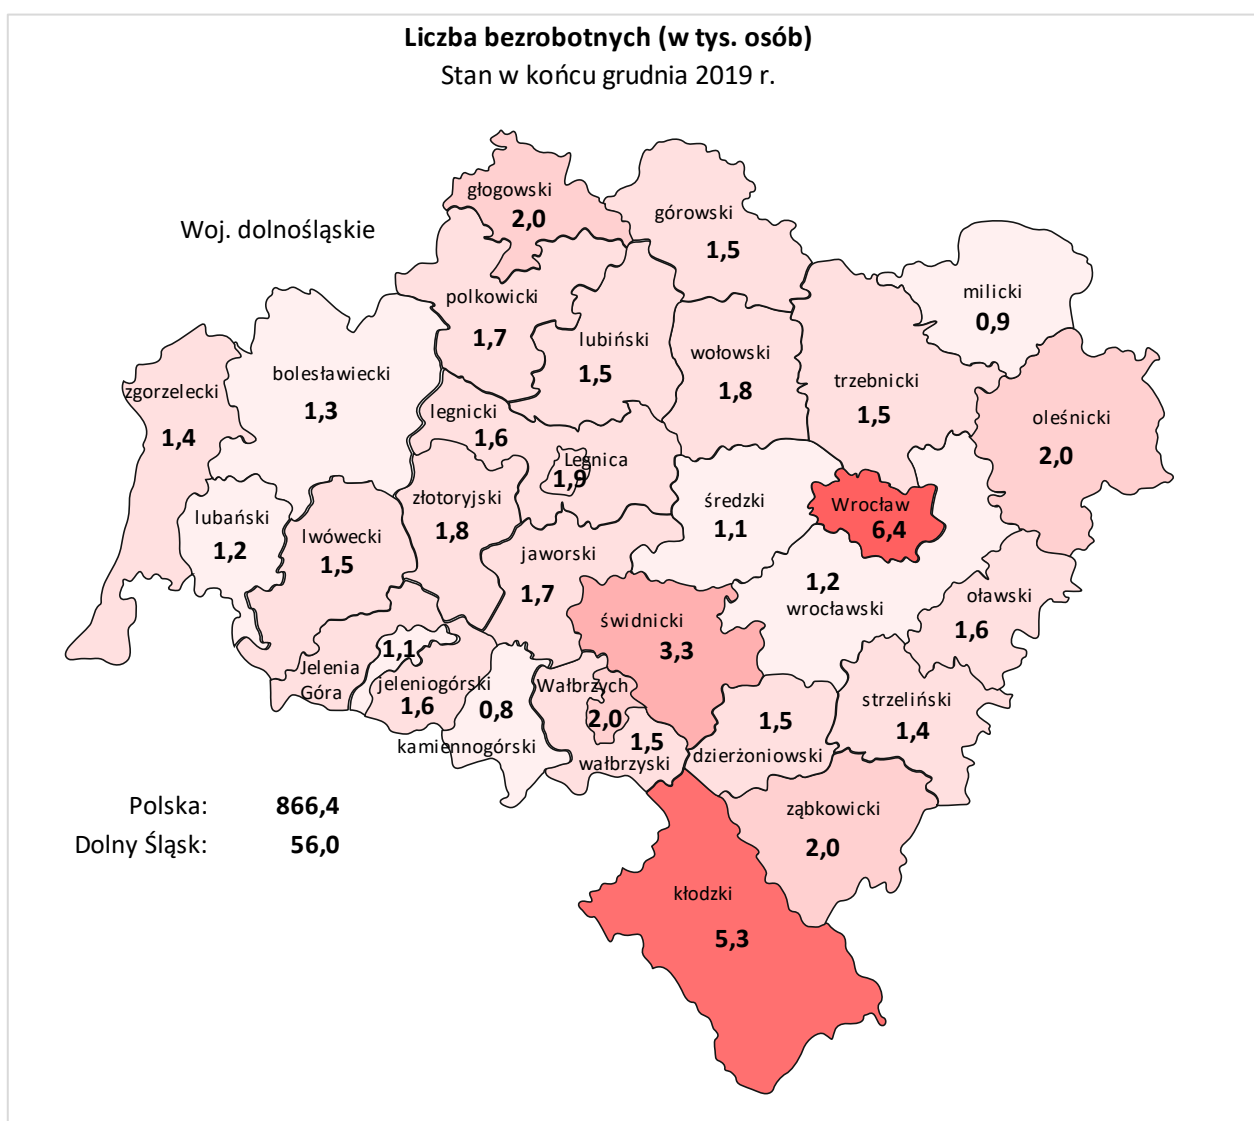 Liczba bezrobotnych (w tys. osób)
Stan w końcu grudnia 2019 r.
Woj. dolnośląskie
głogowski
2,0
górowski
1,5
milicki
0,9
polkowicki
1,7
lubiński
1,5
wołowski
1,8
trzebnicki
1,5
oleśnicki
2,0
zgorzelecki
1,4
bolesławiecki
1,3
legnicki
1,6
Legnica
1,9
złotoryjski
1,8
średzki
1,1
Wrocław
6,4
lubański
1,2
lwówecki
1,5
jaworski
1,7
1,2
wrocławski
oławski
1,6
świdnicki
3,3
1,1
Jelenia
Góra
jeleniogórski
1,6
0,8
kamiennogórski
Wałbrzych
2,0
1,5
wałbrzyski
1,5
dzierżoniowski
strzeliński
1,4
ząbkowicki
2,0
kłodzki
5,3
Polska: 866,4
Dolny Śląsk: 56,0